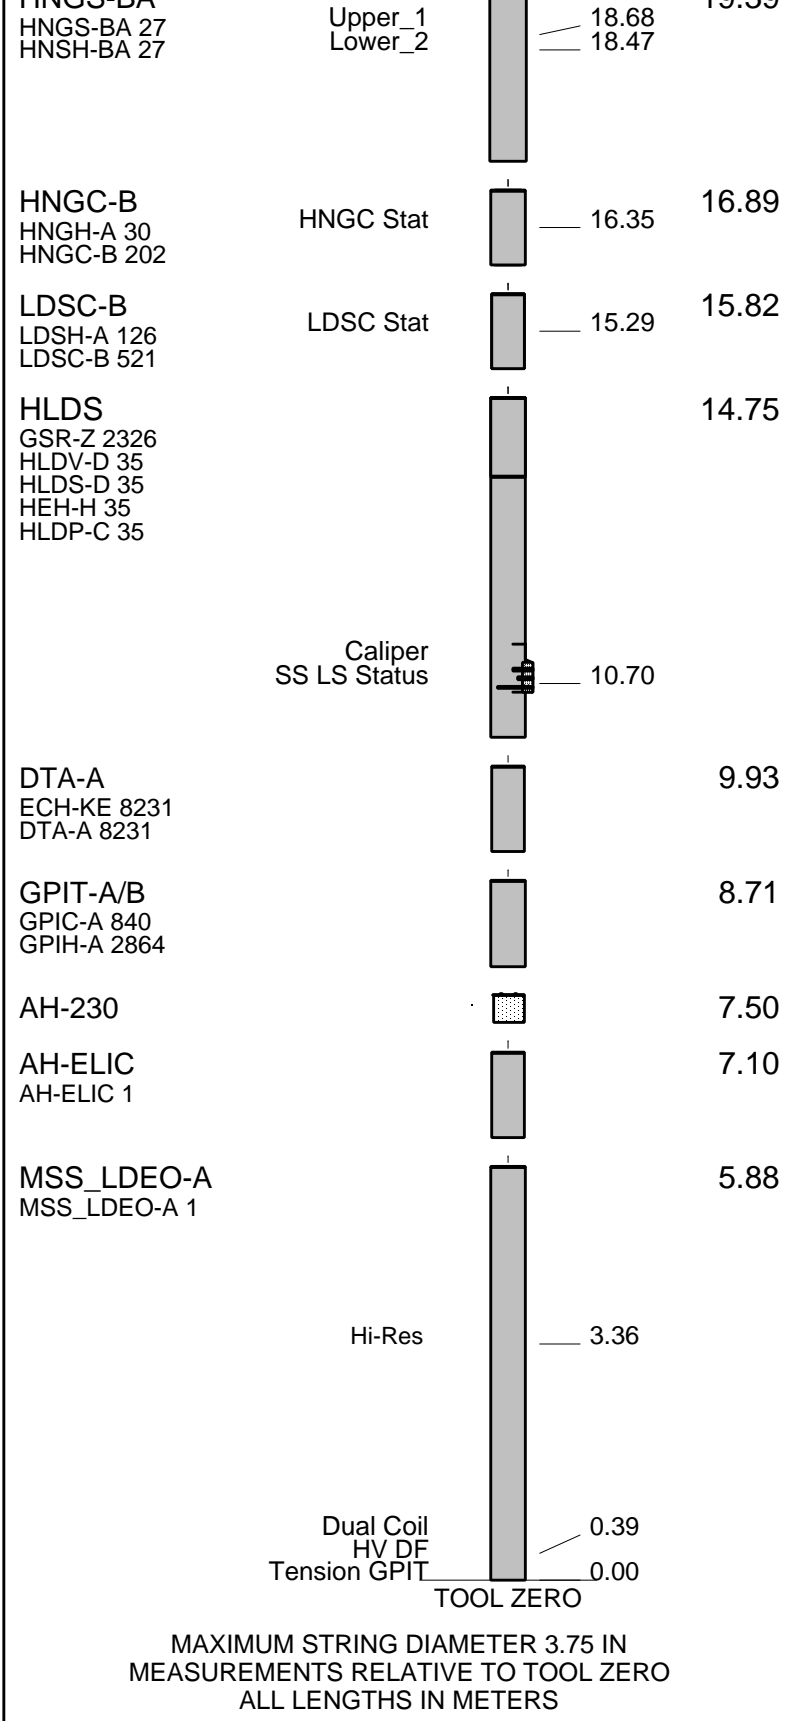 HNGS-BA 19.39
HNGS-BA 27 Upper_1 18.68
HNSH-BA 27 Lower_2 18.47
HNGC-B HNGC Stat 16.35 16.89
HNGH-A 30
HNGC-B 202
LDSC-B LDSC Stat 15.29 15.82
LDSH-A 126
LDSC-B 521
HLDS 14.75
GSR-Z 2326
HLDV-D 35
HLDS-D 35
HEH-H 35
HLDP-C 35
Caliper
SS LS Status 10.70
DTA-A 9.93
ECH-KE 8231
DTA-A 8231
GPIT-A/B 8.71
GPIC-A 840
GPIH-A 2864
AH-230 7.50
AH-ELIC 7.10
AH-ELIC 1
MSS_LDEO-A 5.88
MSS_LDEO-A 1
Hi-Res 3.36
Dual Coil 0.39
HV DF
Tension GPIT 0.00
TOOL ZERO
MAXIMUM STRING DIAMETER 3.75 IN
MEASUREMENTS RELATIVE TO TOOL ZERO
ALL LENGTHS IN METERS